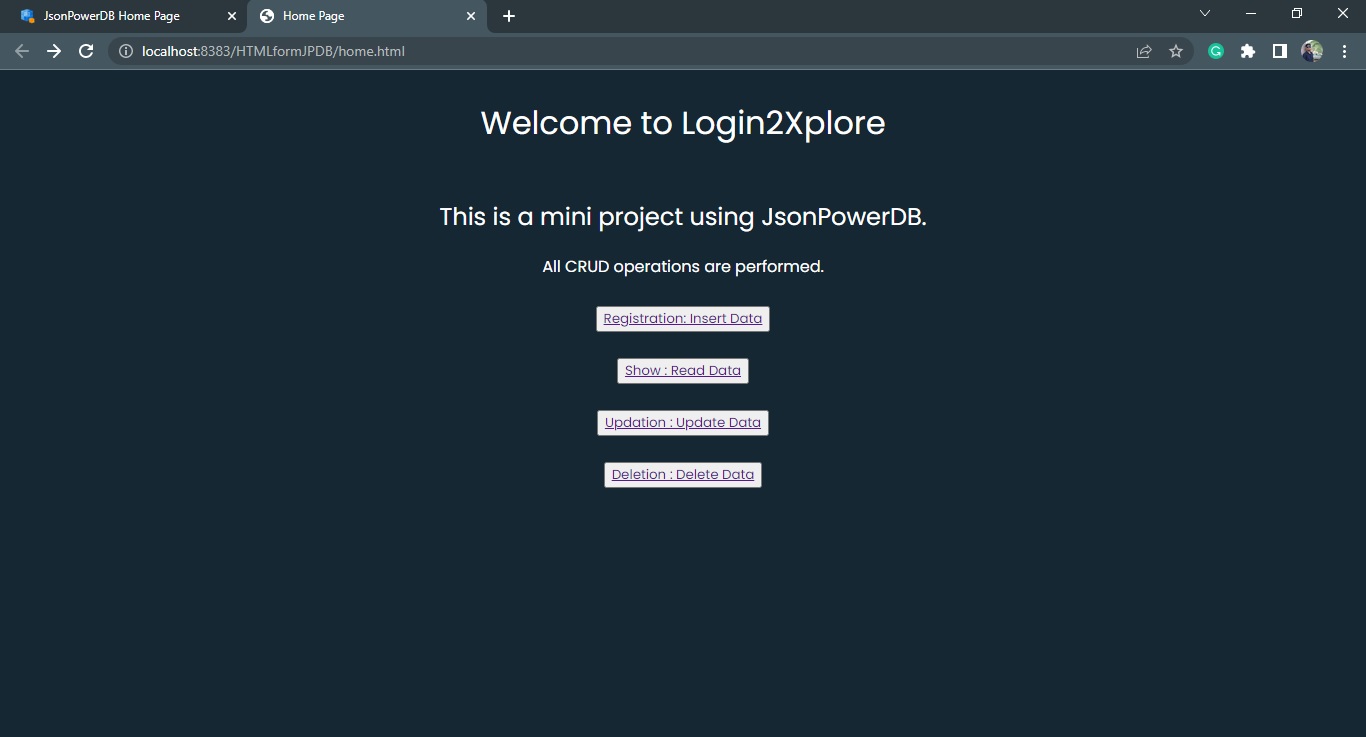 JsonPowerDB Home Page
Home Page
localhost:8383/HTMLformJPDB/home.html
Welcome to Login2Xplore
This is a mini project using JsonPowerDB.
All CRUD operations are performed.
Registration: Insert Data
Show : Read Data
Updation : Update Data
Deletion : Delete Data